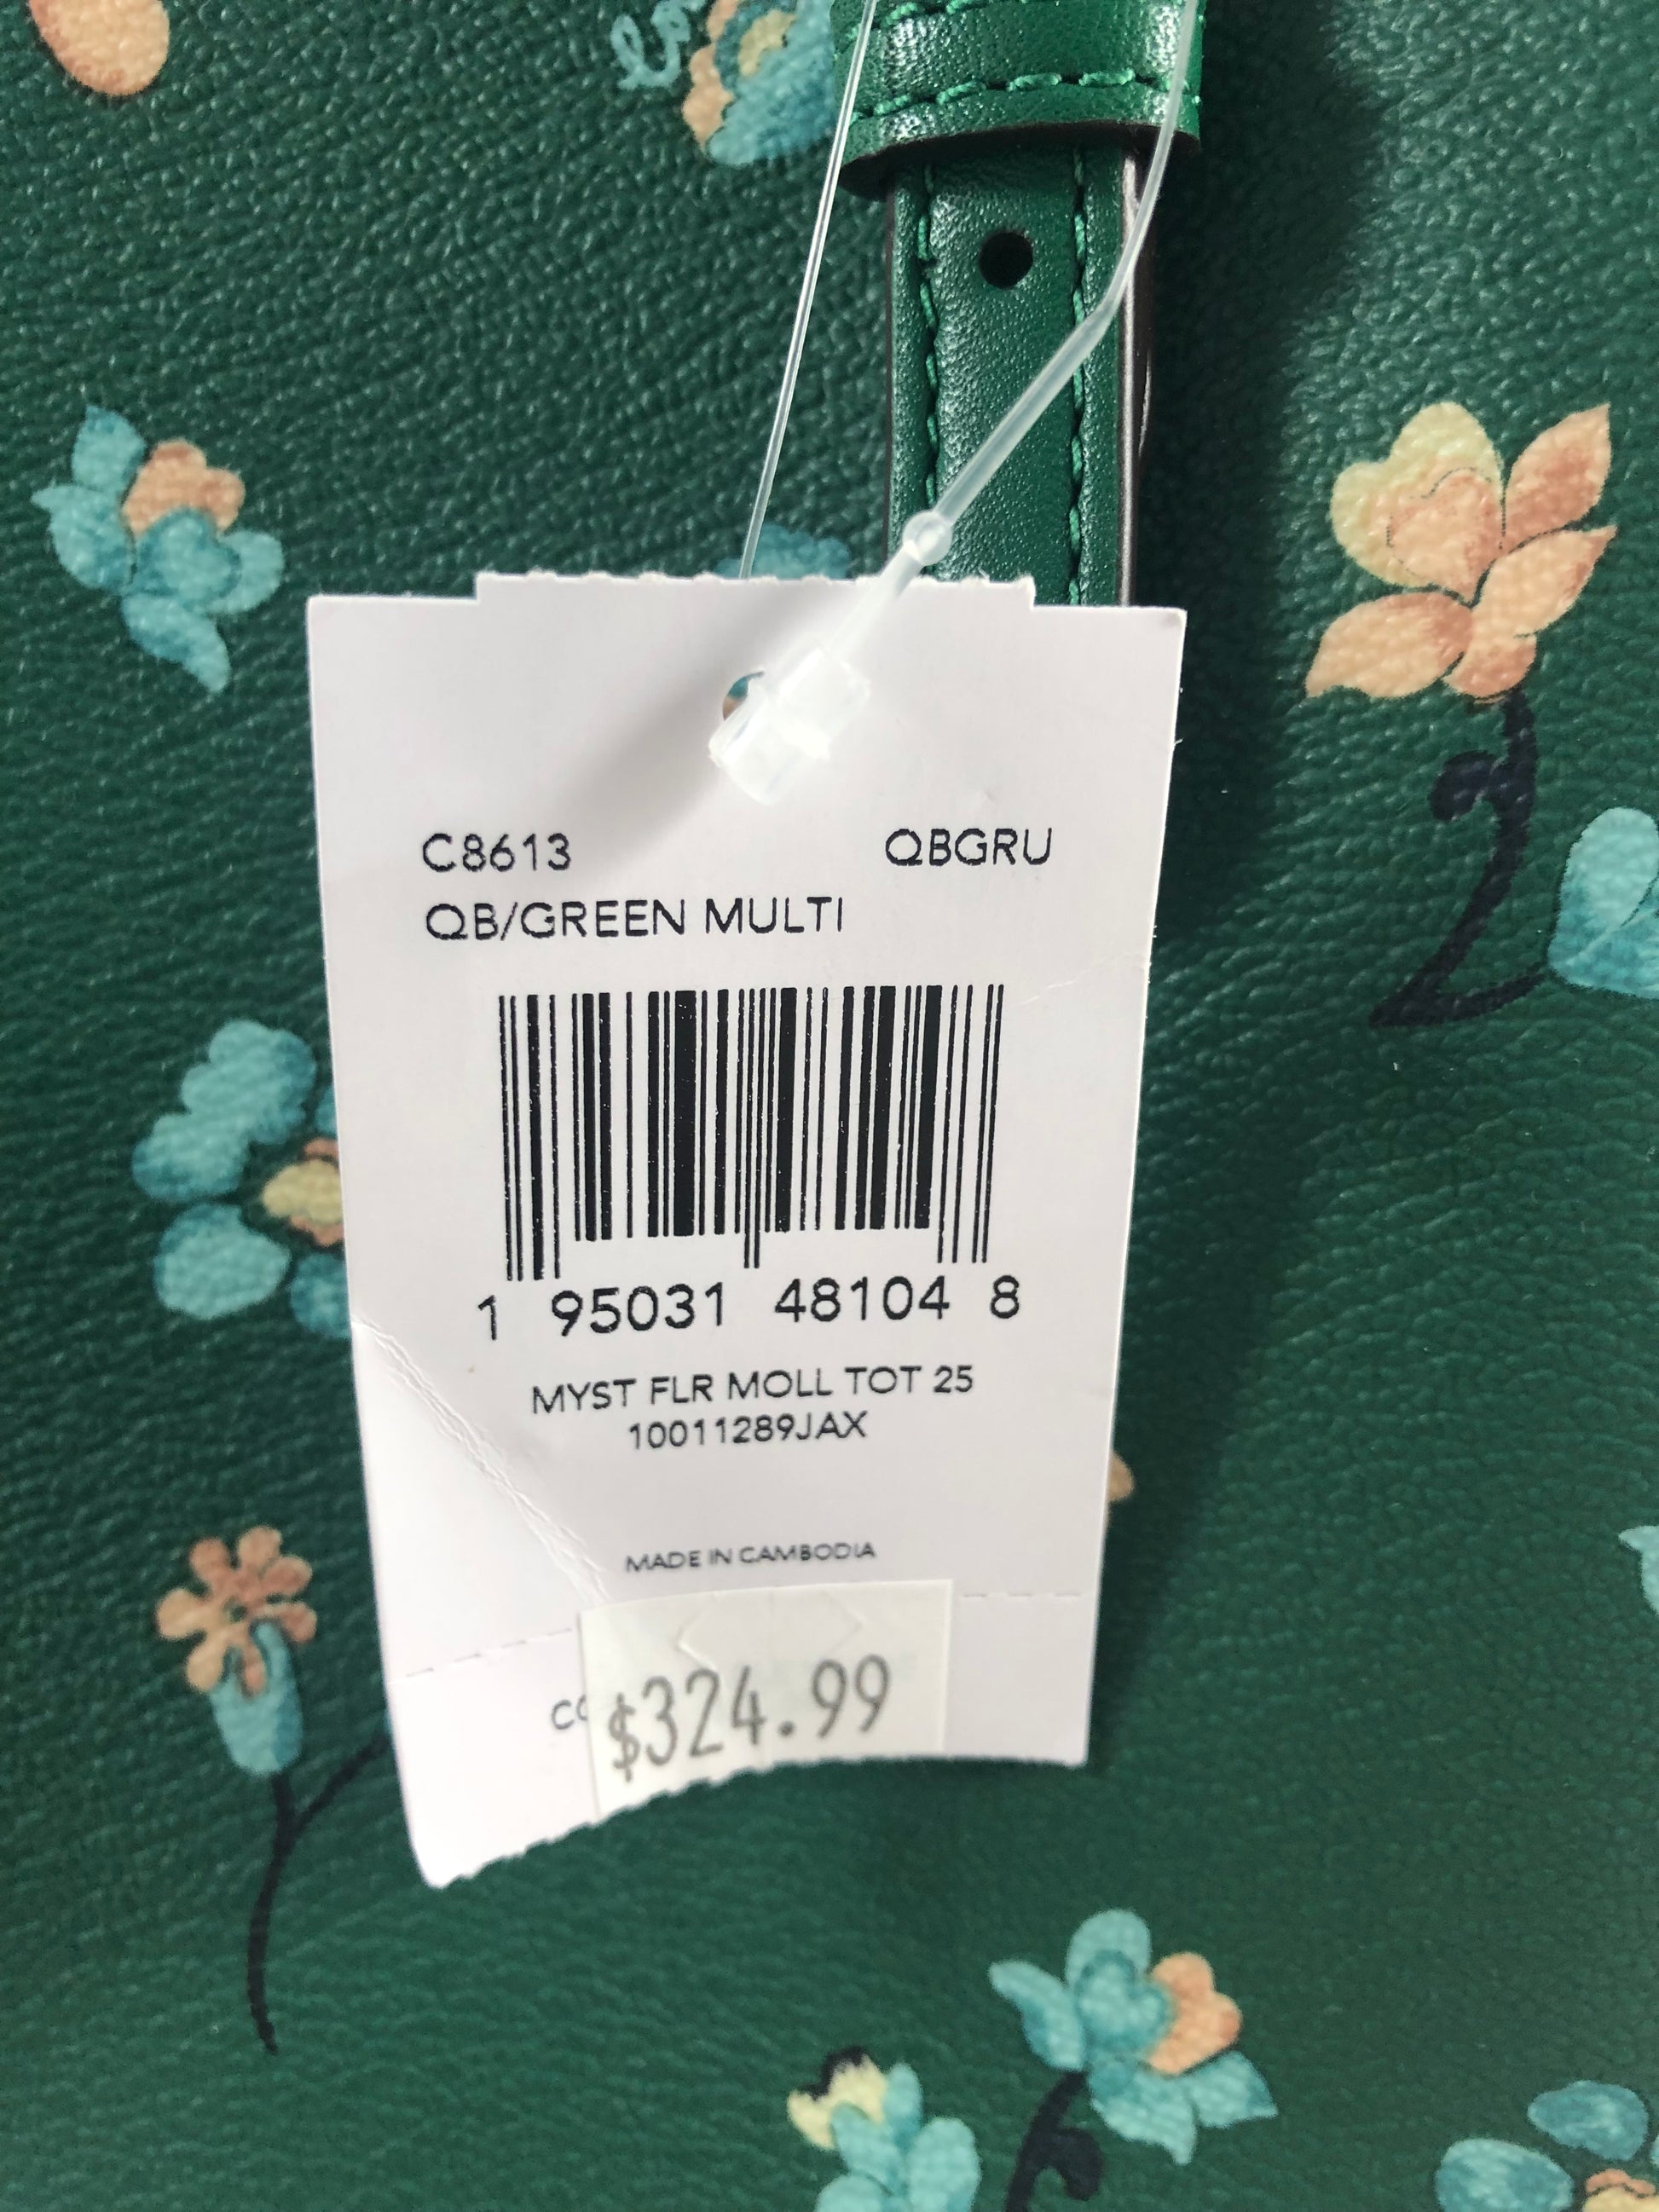 C8613 QBGRU
QB/GREEN MULTI
1 95031 48104 8
MYST FLR MOLL TOT 25
10011289JAX
MADE IN CAMBODIA
$324.99